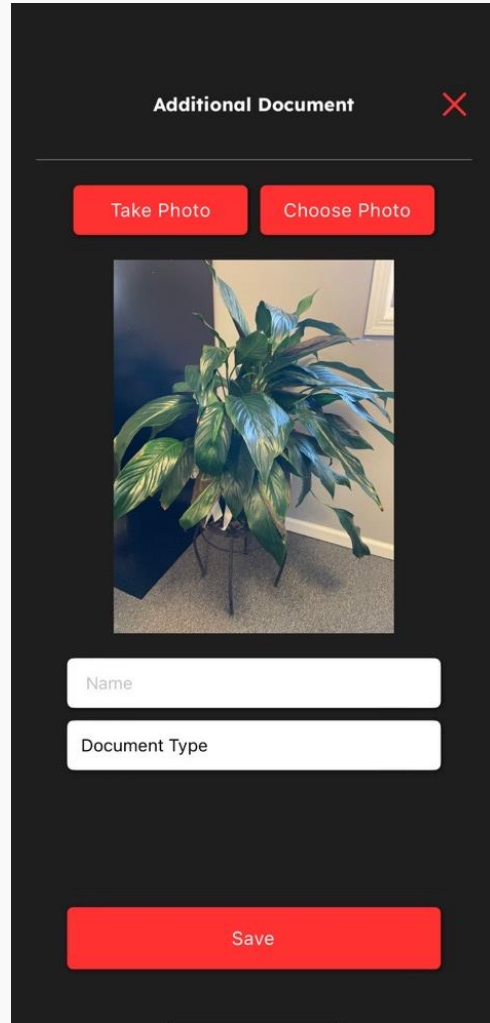 Additional Document
Take Photo Choose Photo
Name
Document Type
Save